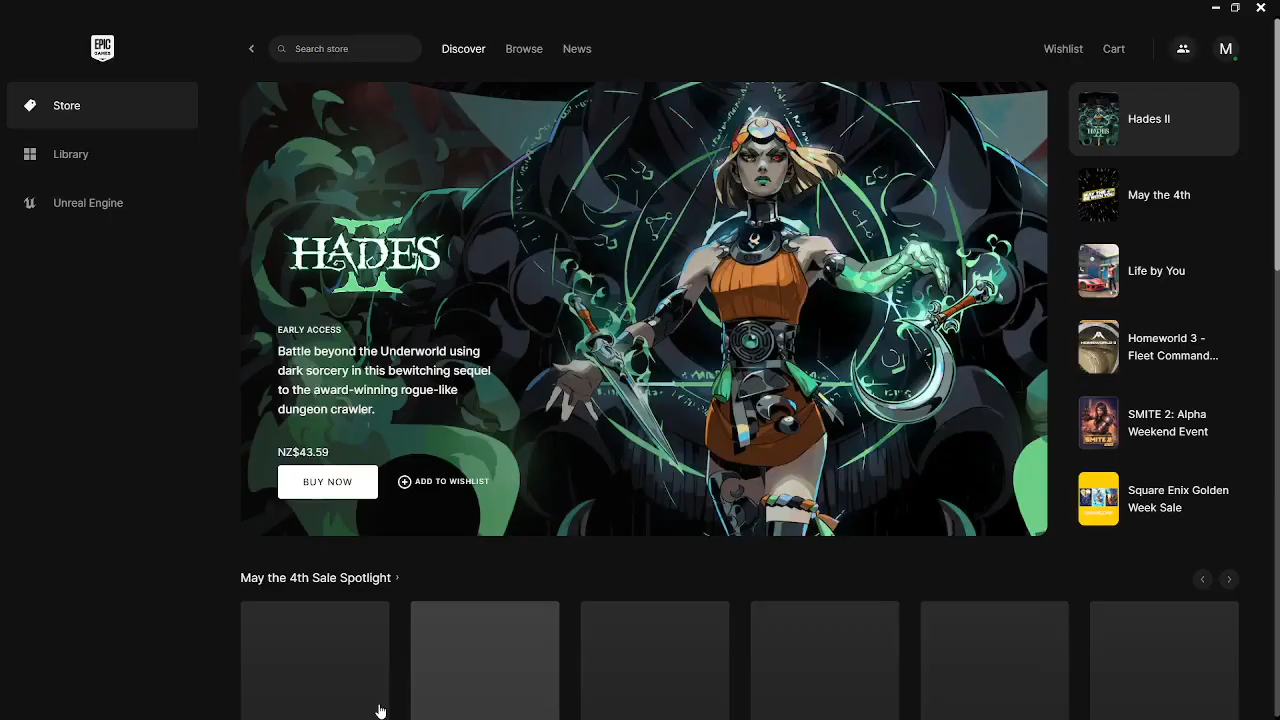 EPIC
GAMES
Search store
Discover
Browse
News
Wishlist
Cart
M
Store
Library
Unreal Engine
HADES
II
EARLY ACCESS
Battle beyond the Underworld using
dark sorcery in this bewitching sequel
to the award-winning rogue-like
dungeon crawler.
NZ$43.59
BUY NOW
ADD TO WISHLIST
Hades II
May the 4th
Life by You
Homeworld 3 -
Fleet Command...
SMITE 2: Alpha
Weekend Event
Square Enix Golden
Week Sale
May the 4th Sale Spotlight